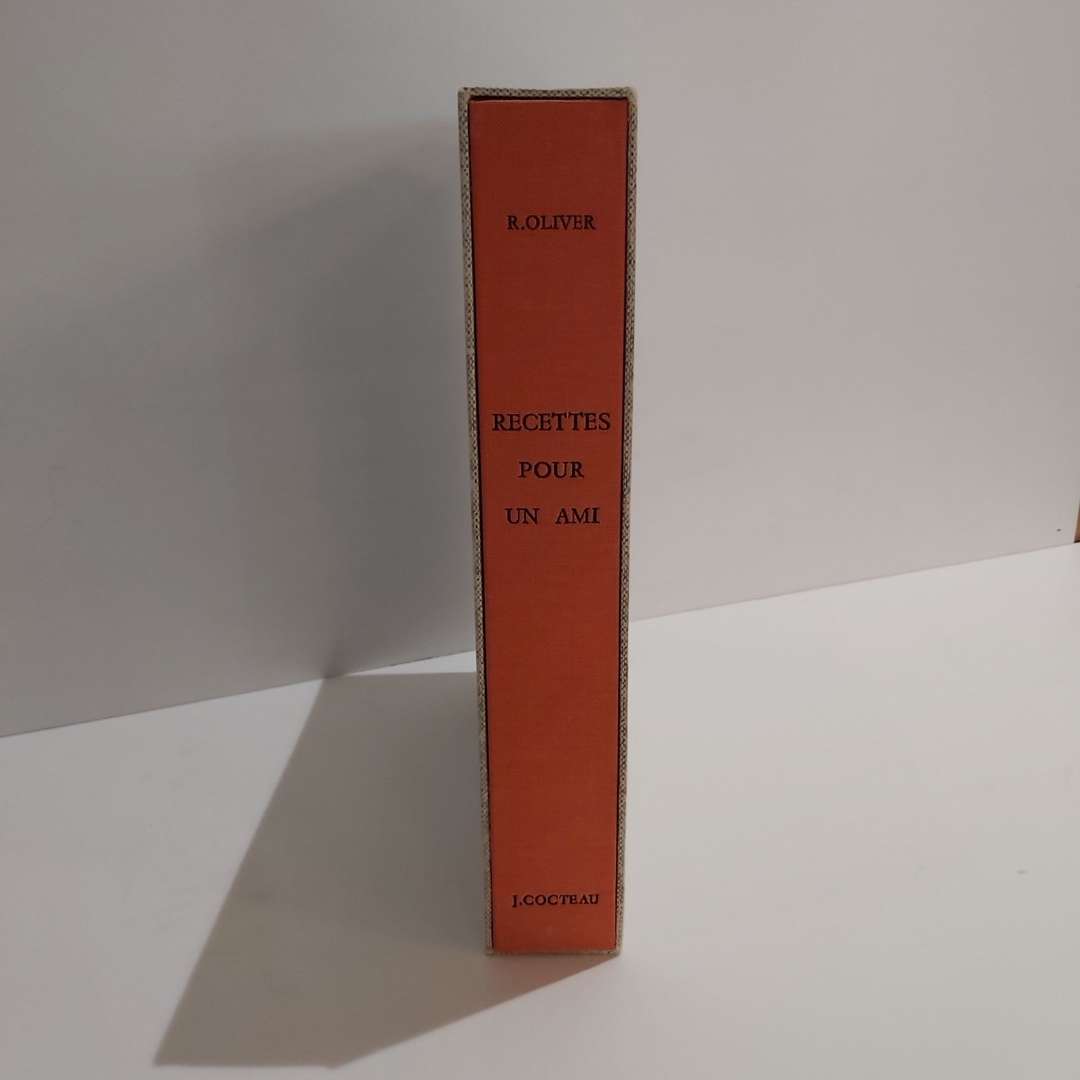 R.OLIVER
RECETTES
POUR
UN AMI
J.COCTEAU